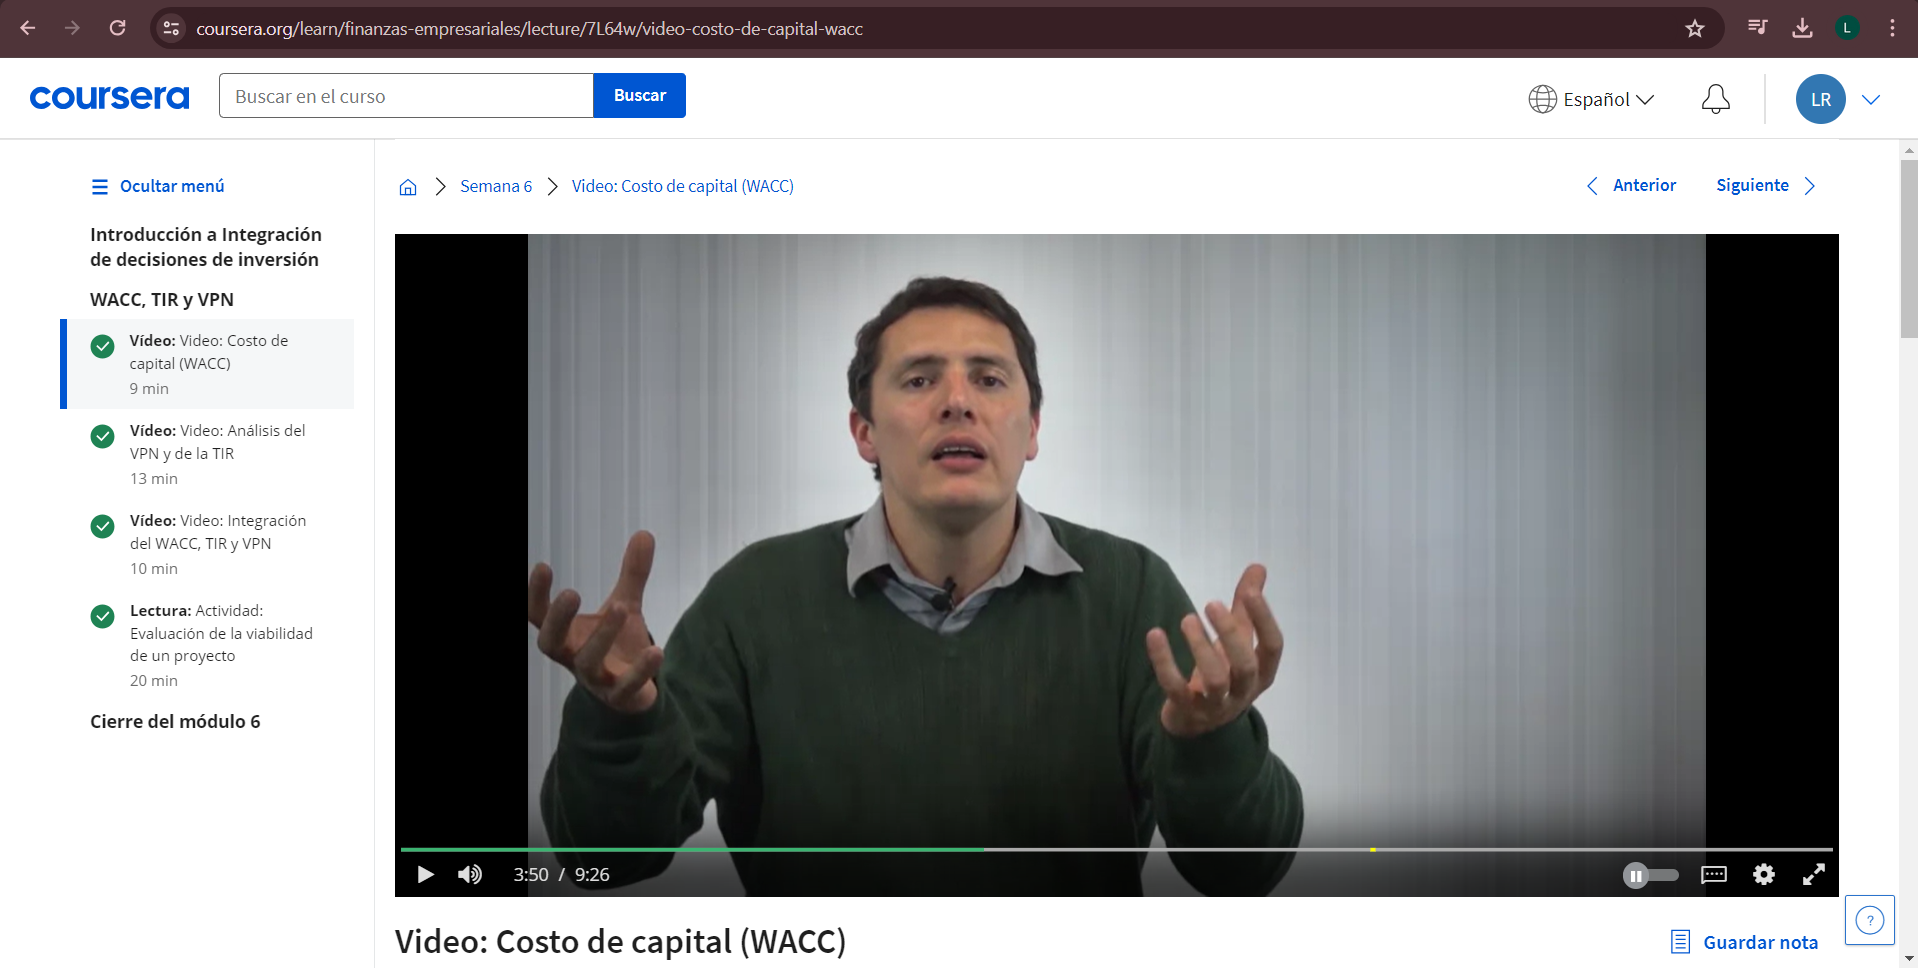 coursera.org/learn/finanzas-empresariales/lecture/7L64w/video-costo-de-capital-wacc
L
coursera
Buscar en el curso
Buscar
Español
LR
Ocultar menú
Introducción a Integración
de decisiones de inversión
WACC, TIR y VPN
Vídeo: Video: Costo de
capital (WACC)
9 min
Vídeo: Video: Análisis del
VPN y de la TIR
13 min
Vídeo: Video: Integración
del WACC, TIR y VPN
10 min
Lectura: Actividad:
Evaluación de la viabilidad
de un proyecto
20 min
Cierre del módulo 6
Semana 6
Video: Costo de capital (WACC)
Anterior
Siguiente
3:50 / 9:26
Video: Costo de capital (WACC)
Guardar nota
?